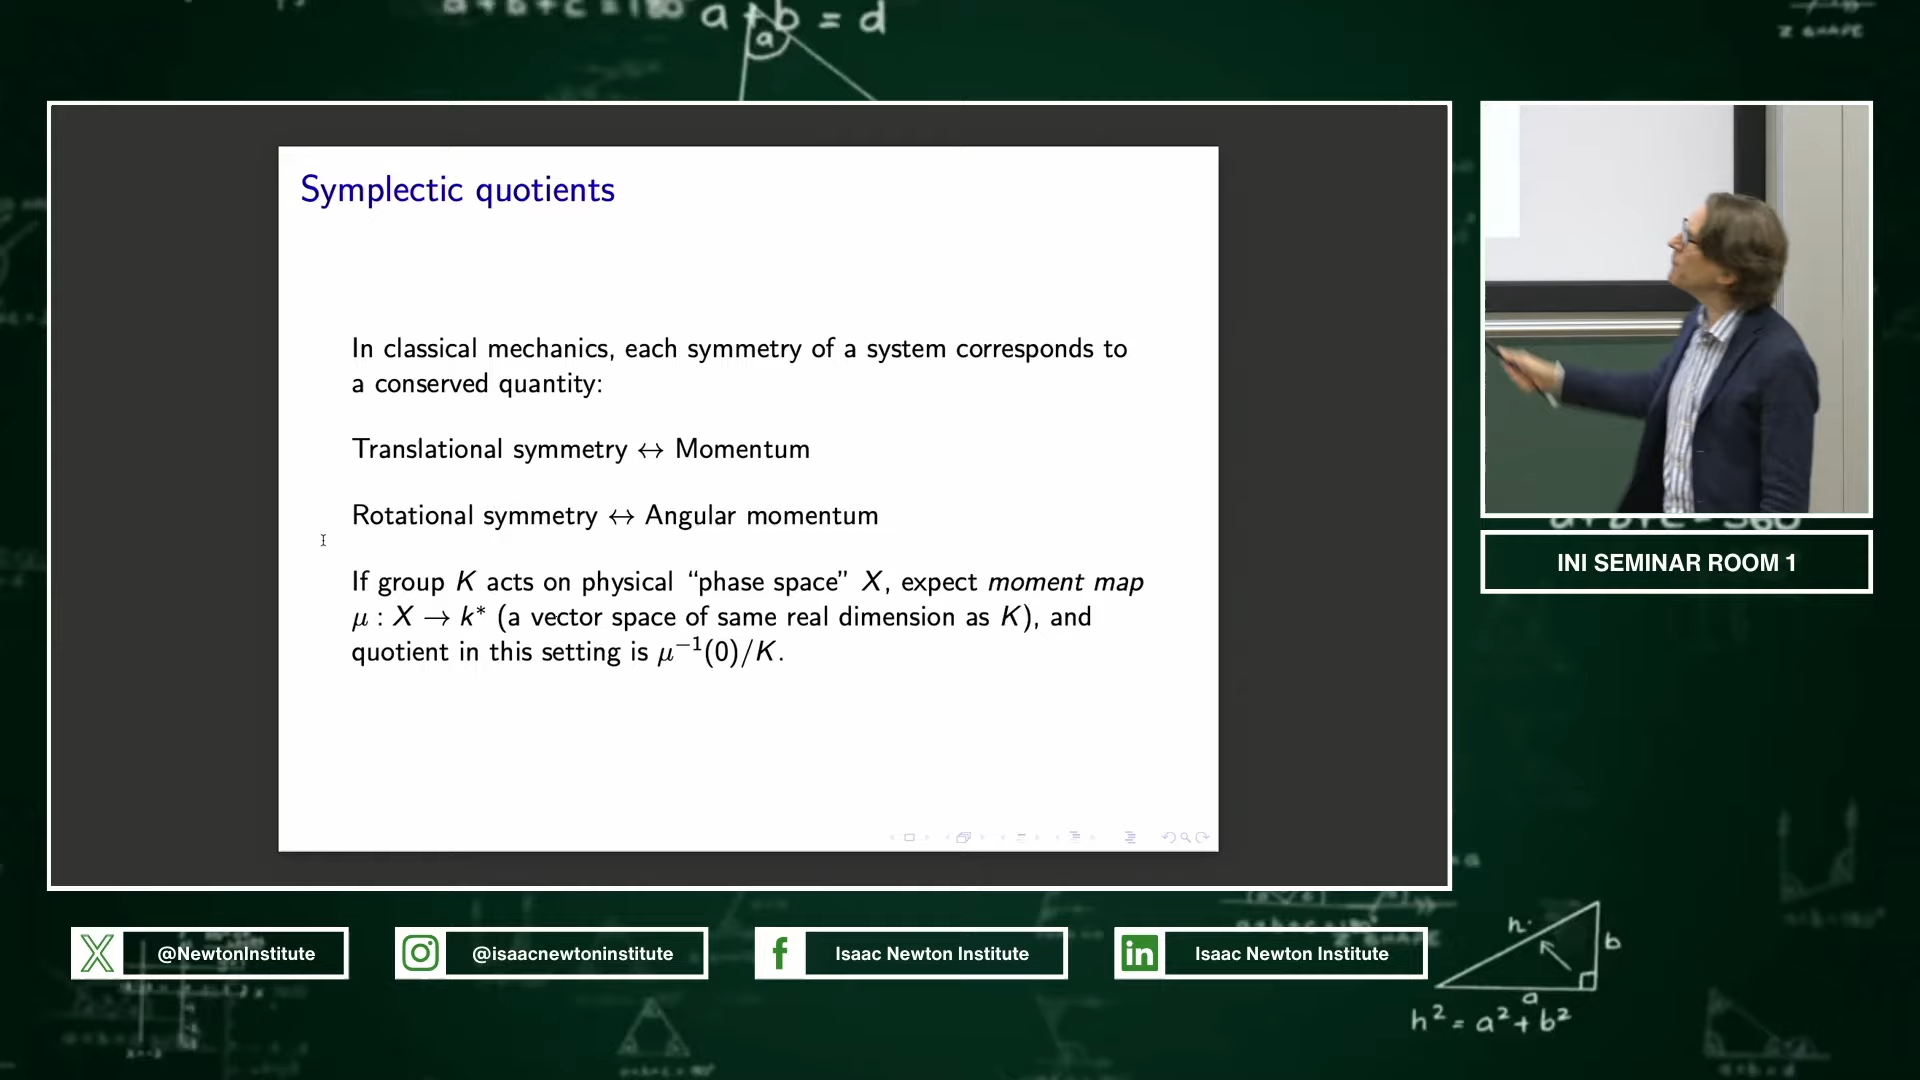 a + b + c = 180°
a + b = d
a
Z SHAPE
Symplectic quotients
In classical mechanics, each symmetry of a system corresponds to
a conserved quantity:
Translational symmetry ↔ Momentum
Rotational symmetry ↔ Angular momentum
If group K acts on physical “phase space” X, expect moment map
μ : X → k* (a vector space of same real dimension as K), and
quotient in this setting is μ⁻¹(0)/K.
INI SEMINAR ROOM 1
@NewtonInstitute
@isaacnewtoninstitute
Isaac Newton Institute
Isaac Newton Institute
in
h
b
a
h² = a² + b²